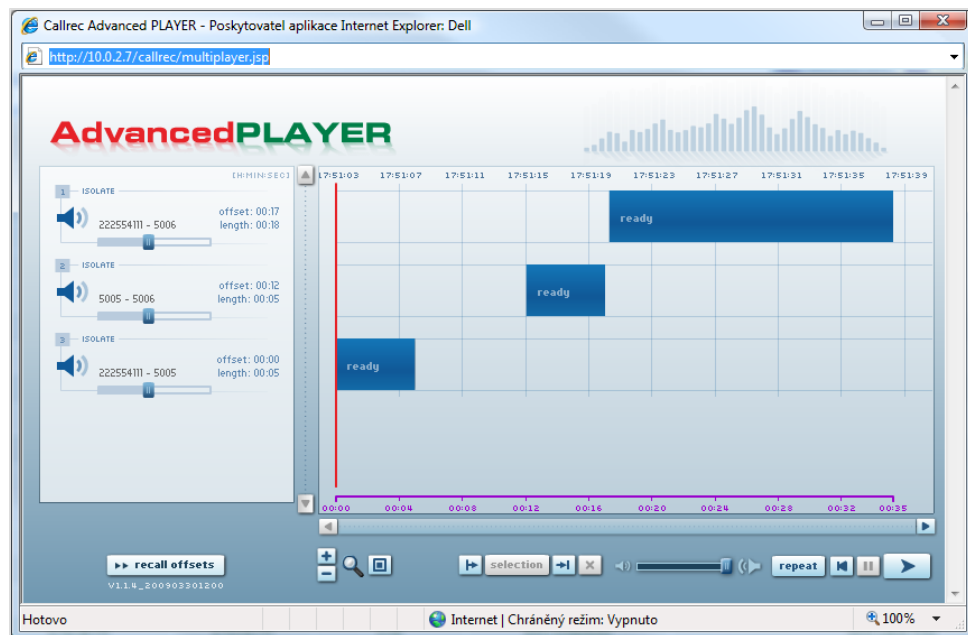 Callrec Advanced PLAYER - Poskytovatel aplikace Internet Explorer: Dell
http://10.0.2.7/callrec/multiplayer.jsp
AdvancedPLAYER
[H:MIN:SEC] 17:51:03 17:51:07 17:51:11 17:51:15 17:51:19 17:51:23 17:51:27 17:51:31 17:51:35 17:51:39
1 ISOLATE
222554111 - 5006
offset: 00:17
length: 00:18
ready
2 ISOLATE
5005 - 5006
offset: 00:12
length: 00:05
ready
3 ISOLATE
222554111 - 5005
offset: 00:00
length: 00:05
ready
00:00 00:04 00:08 00:12 00:16 00:20 00:24 00:28 00:32 00:35
recall offsets
V1.1.4_200903301200
selection
repeat
Hotovo
Internet | Chráněný režim: Vypnuto
100%